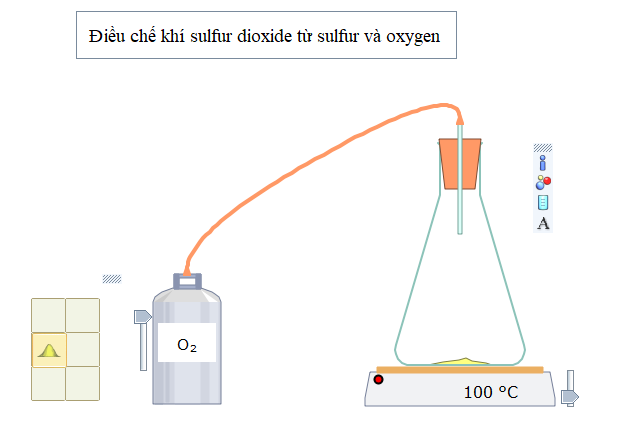 Điều chế khí sulfur dioxide từ sulfur và oxygen
A
O₂
100 °C